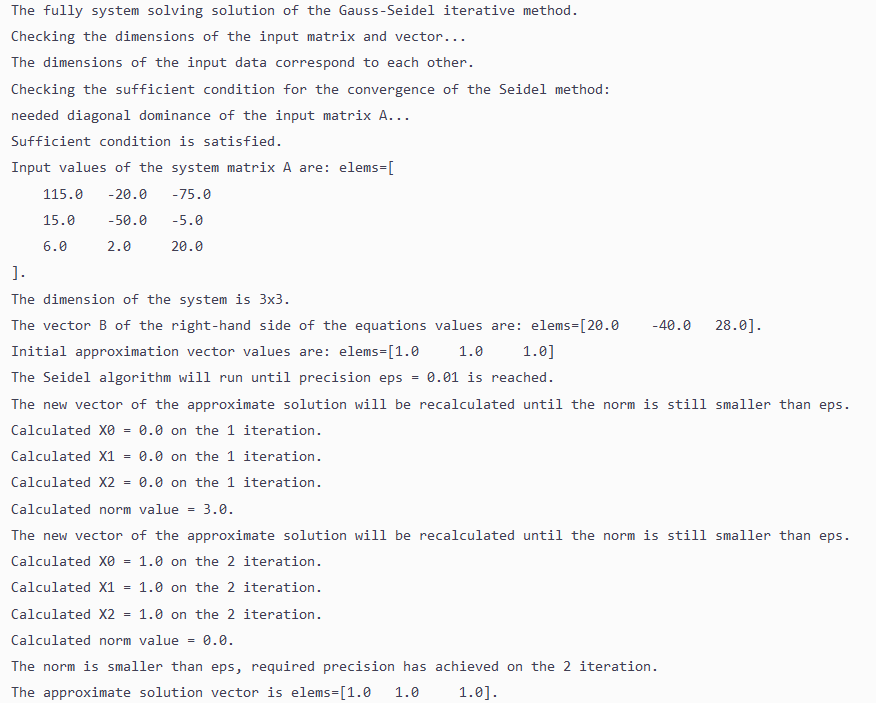 The fully system solving solution of the Gauss-Seidel iterative method.
Checking the dimensions of the input matrix and vector...
The dimensions of the input data correspond to each other.
Checking the sufficient condition for the convergence of the Seidel method:
needed diagonal dominance of the input matrix A...
Sufficient condition is satisfied.
Input values of the system matrix A are: elems=[
115.0 -20.0 -75.0
15.0 -50.0 -5.0
6.0 2.0 20.0
].
The dimension of the system is 3x3.
The vector B of the right-hand side of the equations values are: elems=[20.0 -40.0 28.0].
Initial approximation vector values are: elems=[1.0 1.0 1.0]
The Seidel algorithm will run until precision eps = 0.01 is reached.
The new vector of the approximate solution will be recalculated until the norm is still smaller than eps.
Calculated X0 = 0.0 on the 1 iteration.
Calculated X1 = 0.0 on the 1 iteration.
Calculated X2 = 0.0 on the 1 iteration.
Calculated norm value = 3.0.
The new vector of the approximate solution will be recalculated until the norm is still smaller than eps.
Calculated X0 = 1.0 on the 2 iteration.
Calculated X1 = 1.0 on the 2 iteration.
Calculated X2 = 1.0 on the 2 iteration.
Calculated norm value = 0.0.
The norm is smaller than eps, required precision has achieved on the 2 iteration.
The approximate solution vector is elems=[1.0 1.0 1.0].